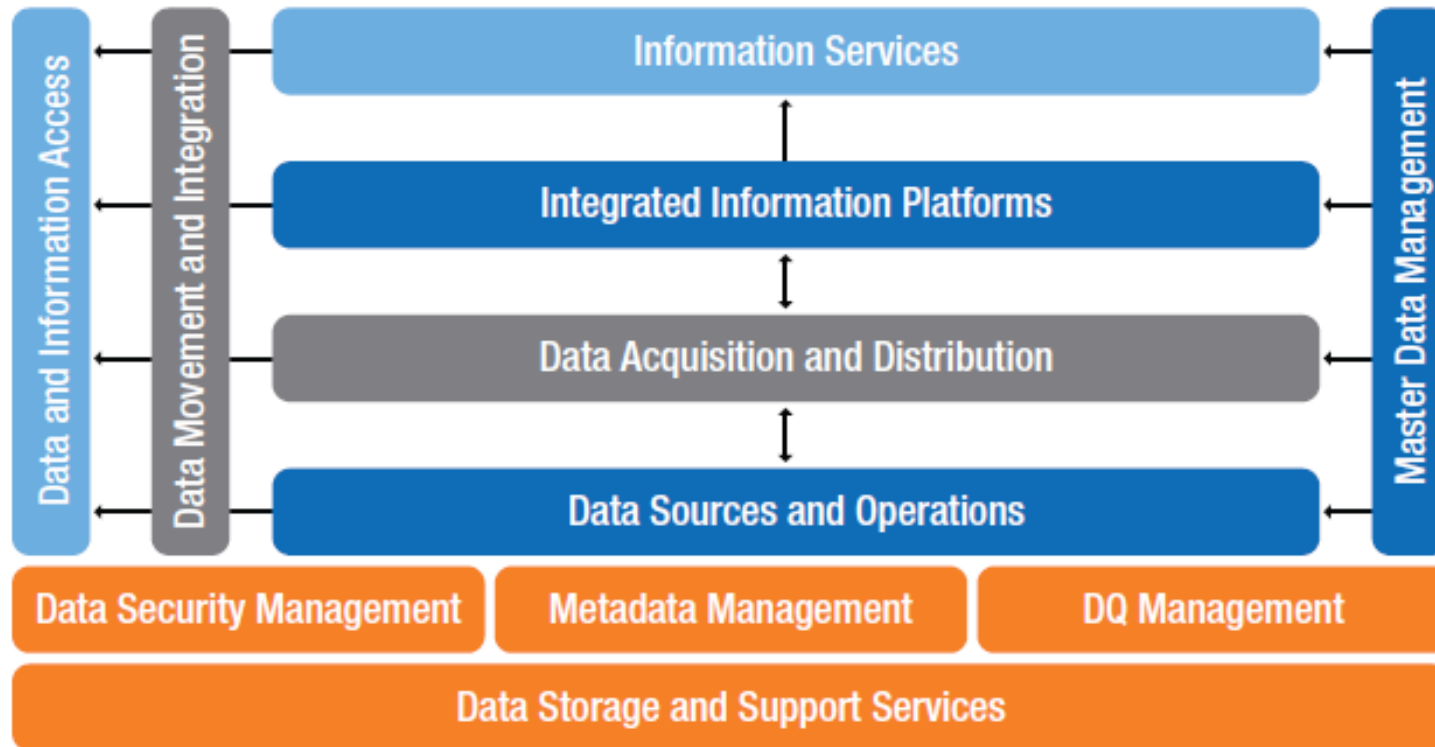 Data and Information Access
Data Movement and Integration
Information Services
Integrated Information Platforms
Data Acquisition and Distribution
Data Sources and Operations
Master Data Management
Data Security Management
Metadata Management
DQ Management
Data Storage and Support Services